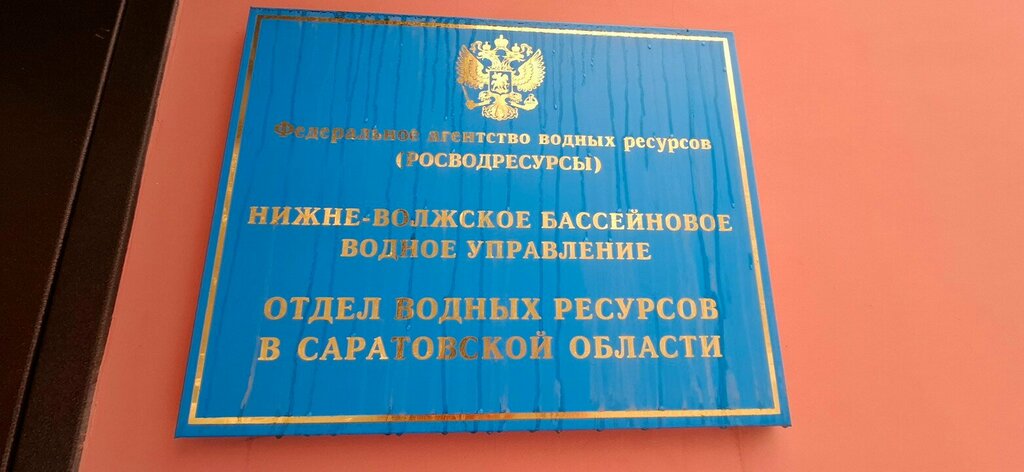 Федеральное агентство водных ресурсов
(РОСВОДРЕСУРСЫ)
НИЖНЕ-ВОЛЖСКОЕ БАССЕЙНОВОЕ
ВОДНОЕ УПРАВЛЕНИЕ
ОТДЕЛ ВОДНЫХ РЕСУРСОВ
В САРАТОВСКОЙ ОБЛАСТИ